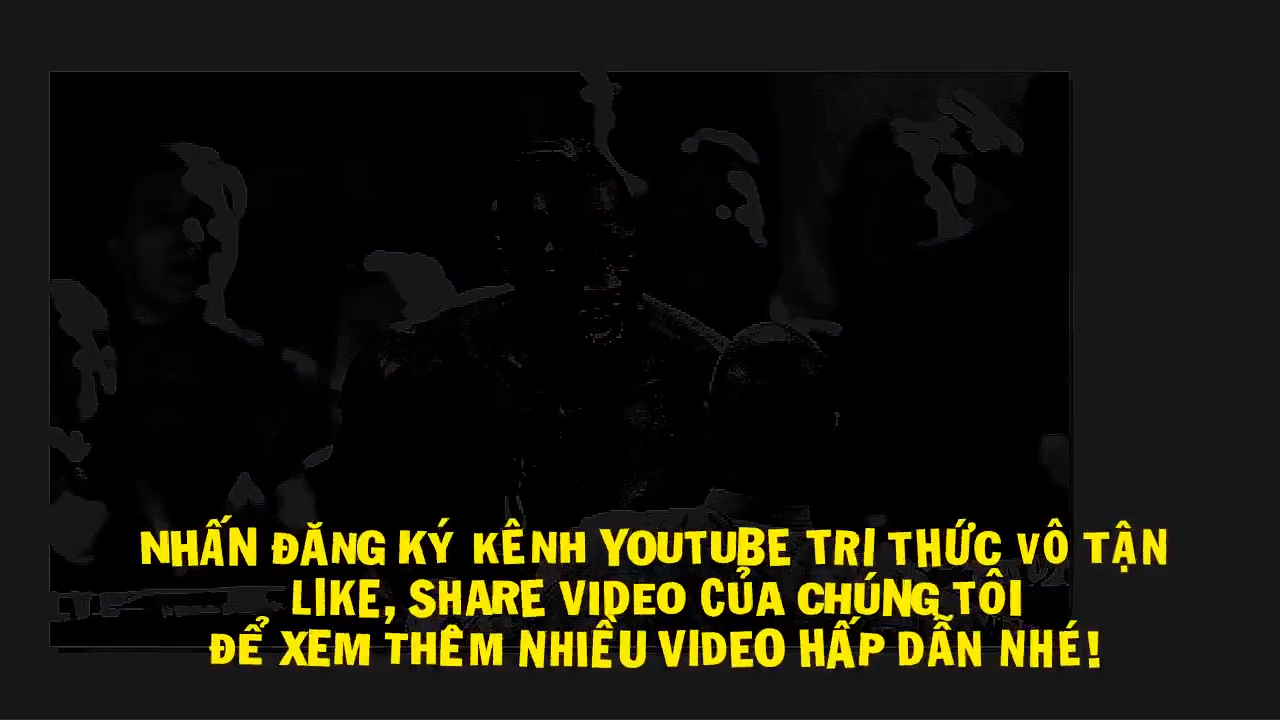 NHẤN ĐĂNG KÝ KÊNH YOUTUBE TRI THỨC VÔ TẬN
LIKE, SHARE VIDEO CỦA CHÚNG TÔI
ĐỂ XEM THÊM NHIỀU VIDEO HẤP DẪN NHÉ!